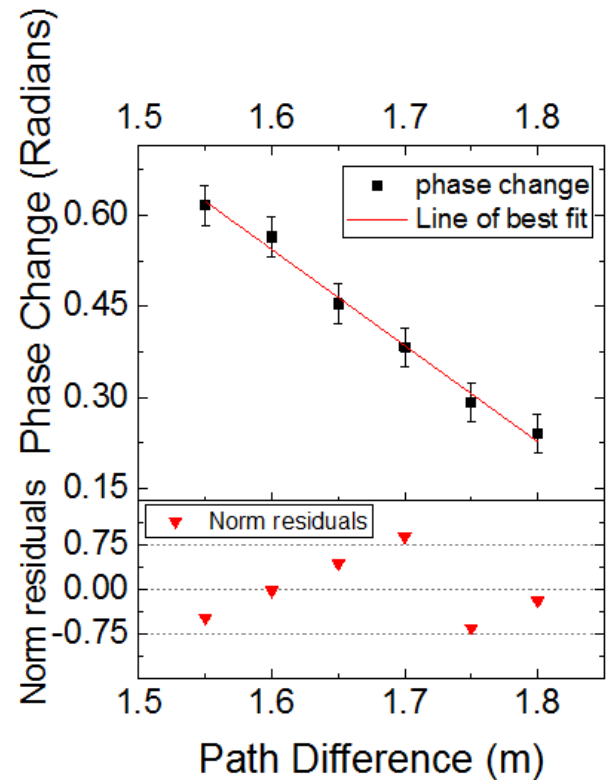 1.5 1.6 1.7 1.8
Phase Change (Radians)
0.60
0.45
0.30
0.15
phase change
Line of best fit
Norm residuals
0.75
0.00
-0.75
Norm residuals
1.5 1.6 1.7 1.8
Path Difference (m)